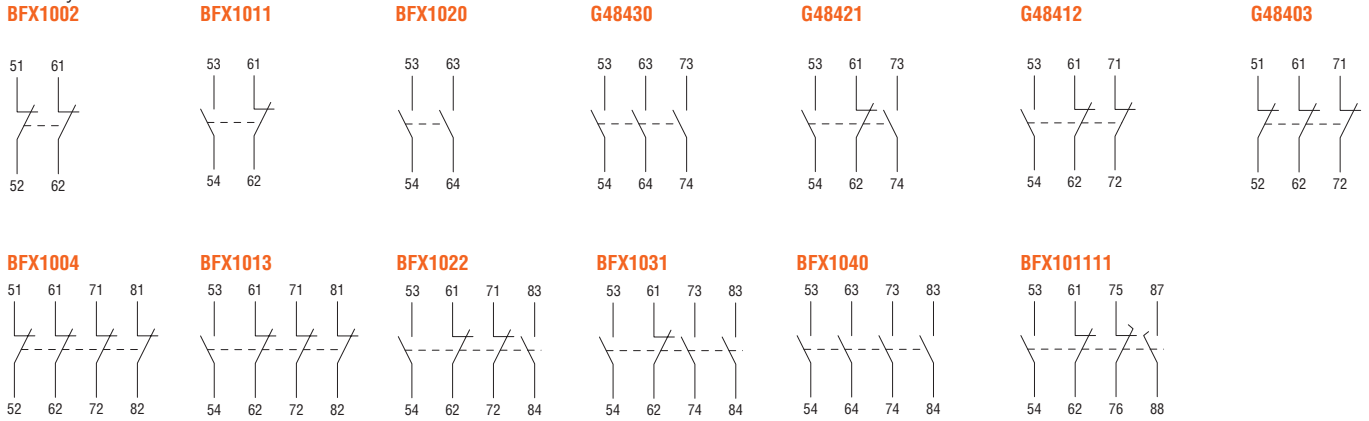 BFX1002 BFX1011 BFX1020 G48430 G48421 G48412 G48403
51 61 53 61 53 63 53 63 73 53 61 73 53 61 71 51 61 71
52 62 54 62 54 64 54 64 74 54 62 74 54 62 72 52 62 72
BFX1004 BFX1013 BFX1022 BFX1031 BFX1040 BFX101111
51 61 71 81 53 61 71 81 53 61 71 83 53 61 73 83 53 63 73 83 53 61 75 87
52 62 72 82 54 62 72 82 54 62 72 84 54 62 74 84 54 64 74 84 54 62 76 88